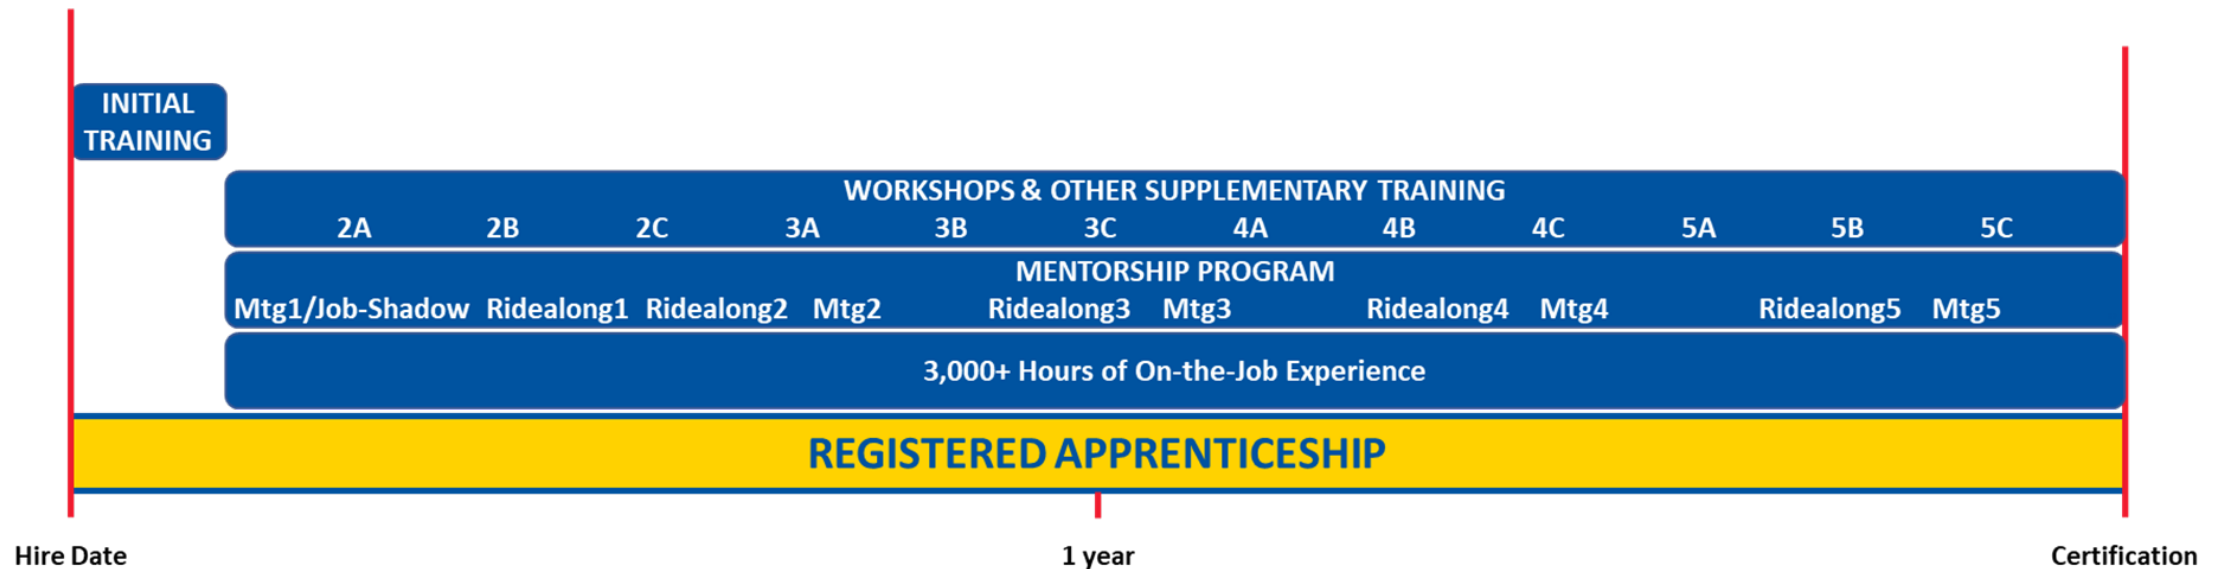 INITIAL
TRAINING
WORKSHOPS & OTHER SUPPLEMENTARY TRAINING
2A 2B 2C 3A 3B 3C 4A 4B 4C 5A 5B 5C
MENTORSHIP PROGRAM
Mtg1/Job-Shadow Ridealong1 Ridealong2 Mtg2 Ridealong3 Mtg3 Ridealong4 Mtg4 Ridealong5 Mtg5
3,000+ Hours of On-the-Job Experience
REGISTERED APPRENTICESHIP
Hire Date 1 year Certification